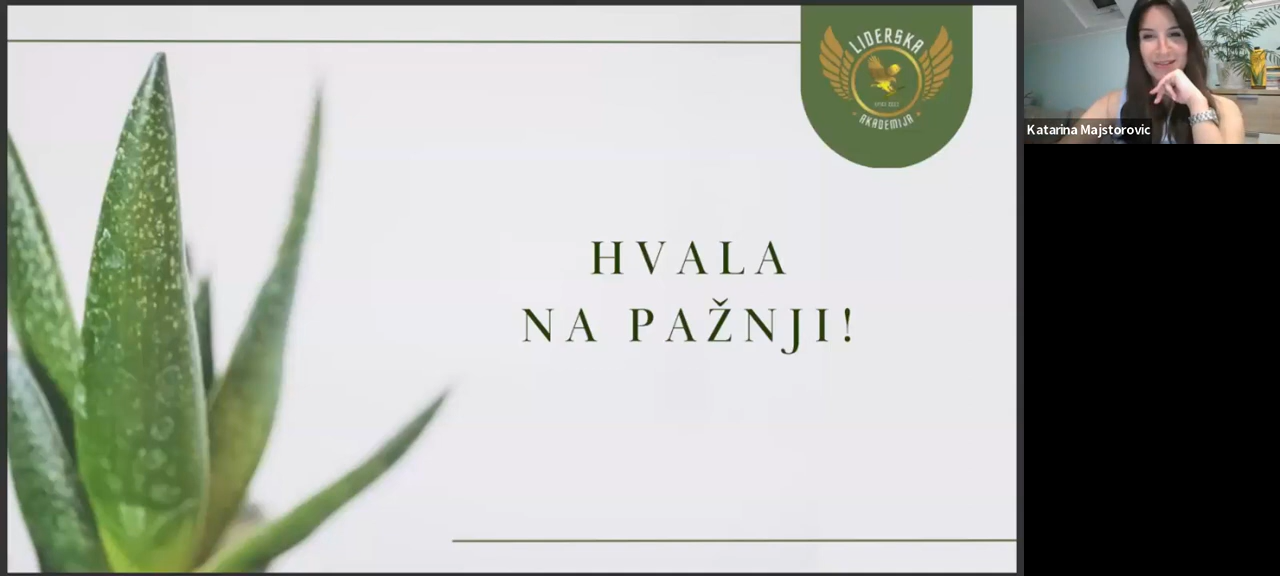 LIDERSKA
AKADEMIJA
HVALA
NA PAŽNJI!
Katarina Majstorovic